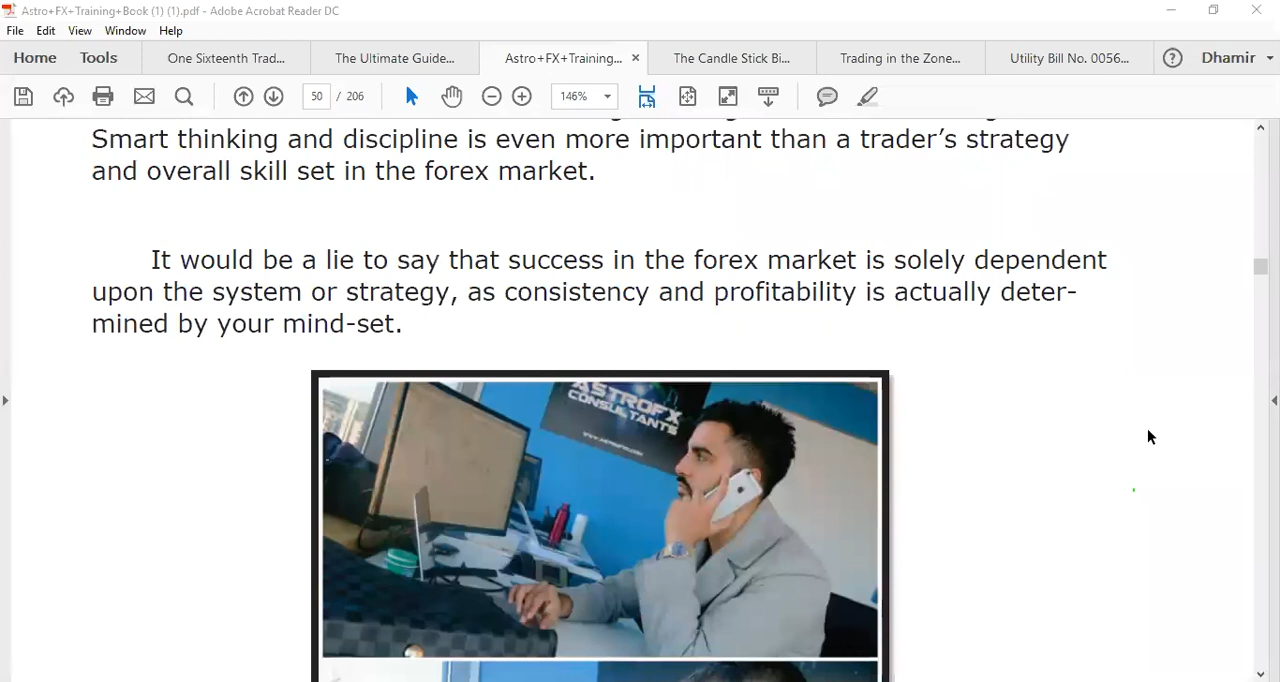 Astro+FX+Training+Book (1) (1).pdf - Adobe Acrobat Reader DC
File Edit View Window Help
Home Tools One Sixteenth Trad... The Ultimate Guide... Astro+FX+Training... × The Candle Stick Bi... Trading in the Zone... Utility Bill No. 0056... ? Dhamir
50 / 206 146%
Smart thinking and discipline is even more important than a trader’s strategy
and overall skill set in the forex market.
It would be a lie to say that success in the forex market is solely dependent
upon the system or strategy, as consistency and profitability is actually deter-
mined by your mind-set.
ASTROFX
CONSULTANTS